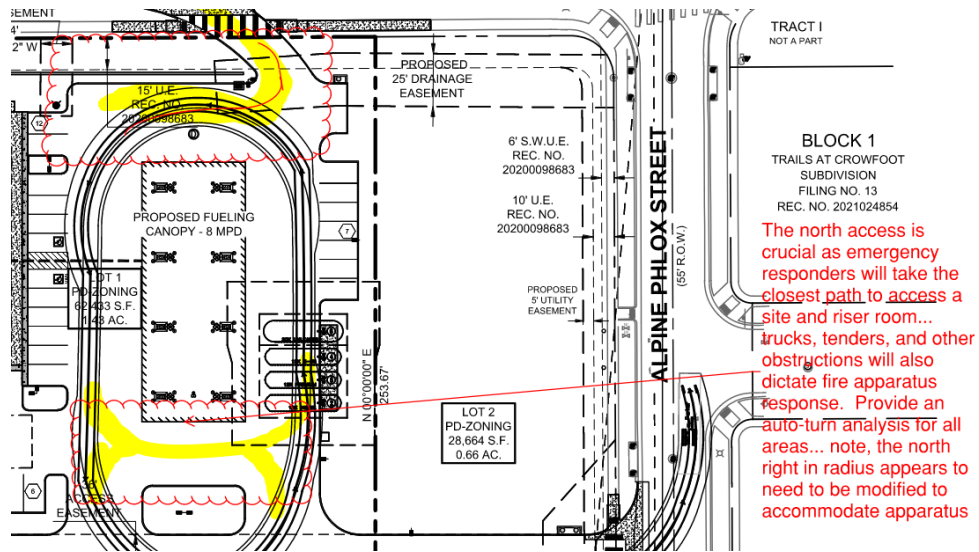 SEMENT
4'
2" W
15' U.E.
REC. NO.
20200098683
12
PROPOSED
25' DRAINAGE
EASEMENT
TRACT I
NOT A PART
6' S.W.U.E.
REC. NO.
20200098683
10' U.E.
REC. NO.
20200098683
PROPOSED
5' UTILITY
EASEMENT
ALPINE PHLOX STREET
(55' R.O.W.)
BLOCK 1
TRAILS AT CROWFOOT
SUBDIVISION
FILING NO. 13
REC. NO. 2021024854
PROPOSED FUELING
CANOPY - 8 MPD
7
LOT 1
PD-ZONING
62,433 S.F.
1.43 AC.
N 00°00'00" E
253.67'
LOT 2
PD-ZONING
28,664 S.F.
0.66 AC.
6
ACCESS
EASEMENT
The north access is
crucial as emergency
responders will take the
closest path to access a
site and riser room...
trucks, tenders, and other
obstructions will also
dictate fire apparatus
response. Provide an
auto-turn analysis for all
areas... note, the north
right in radius appears to
need to be modified to
accommodate apparatus